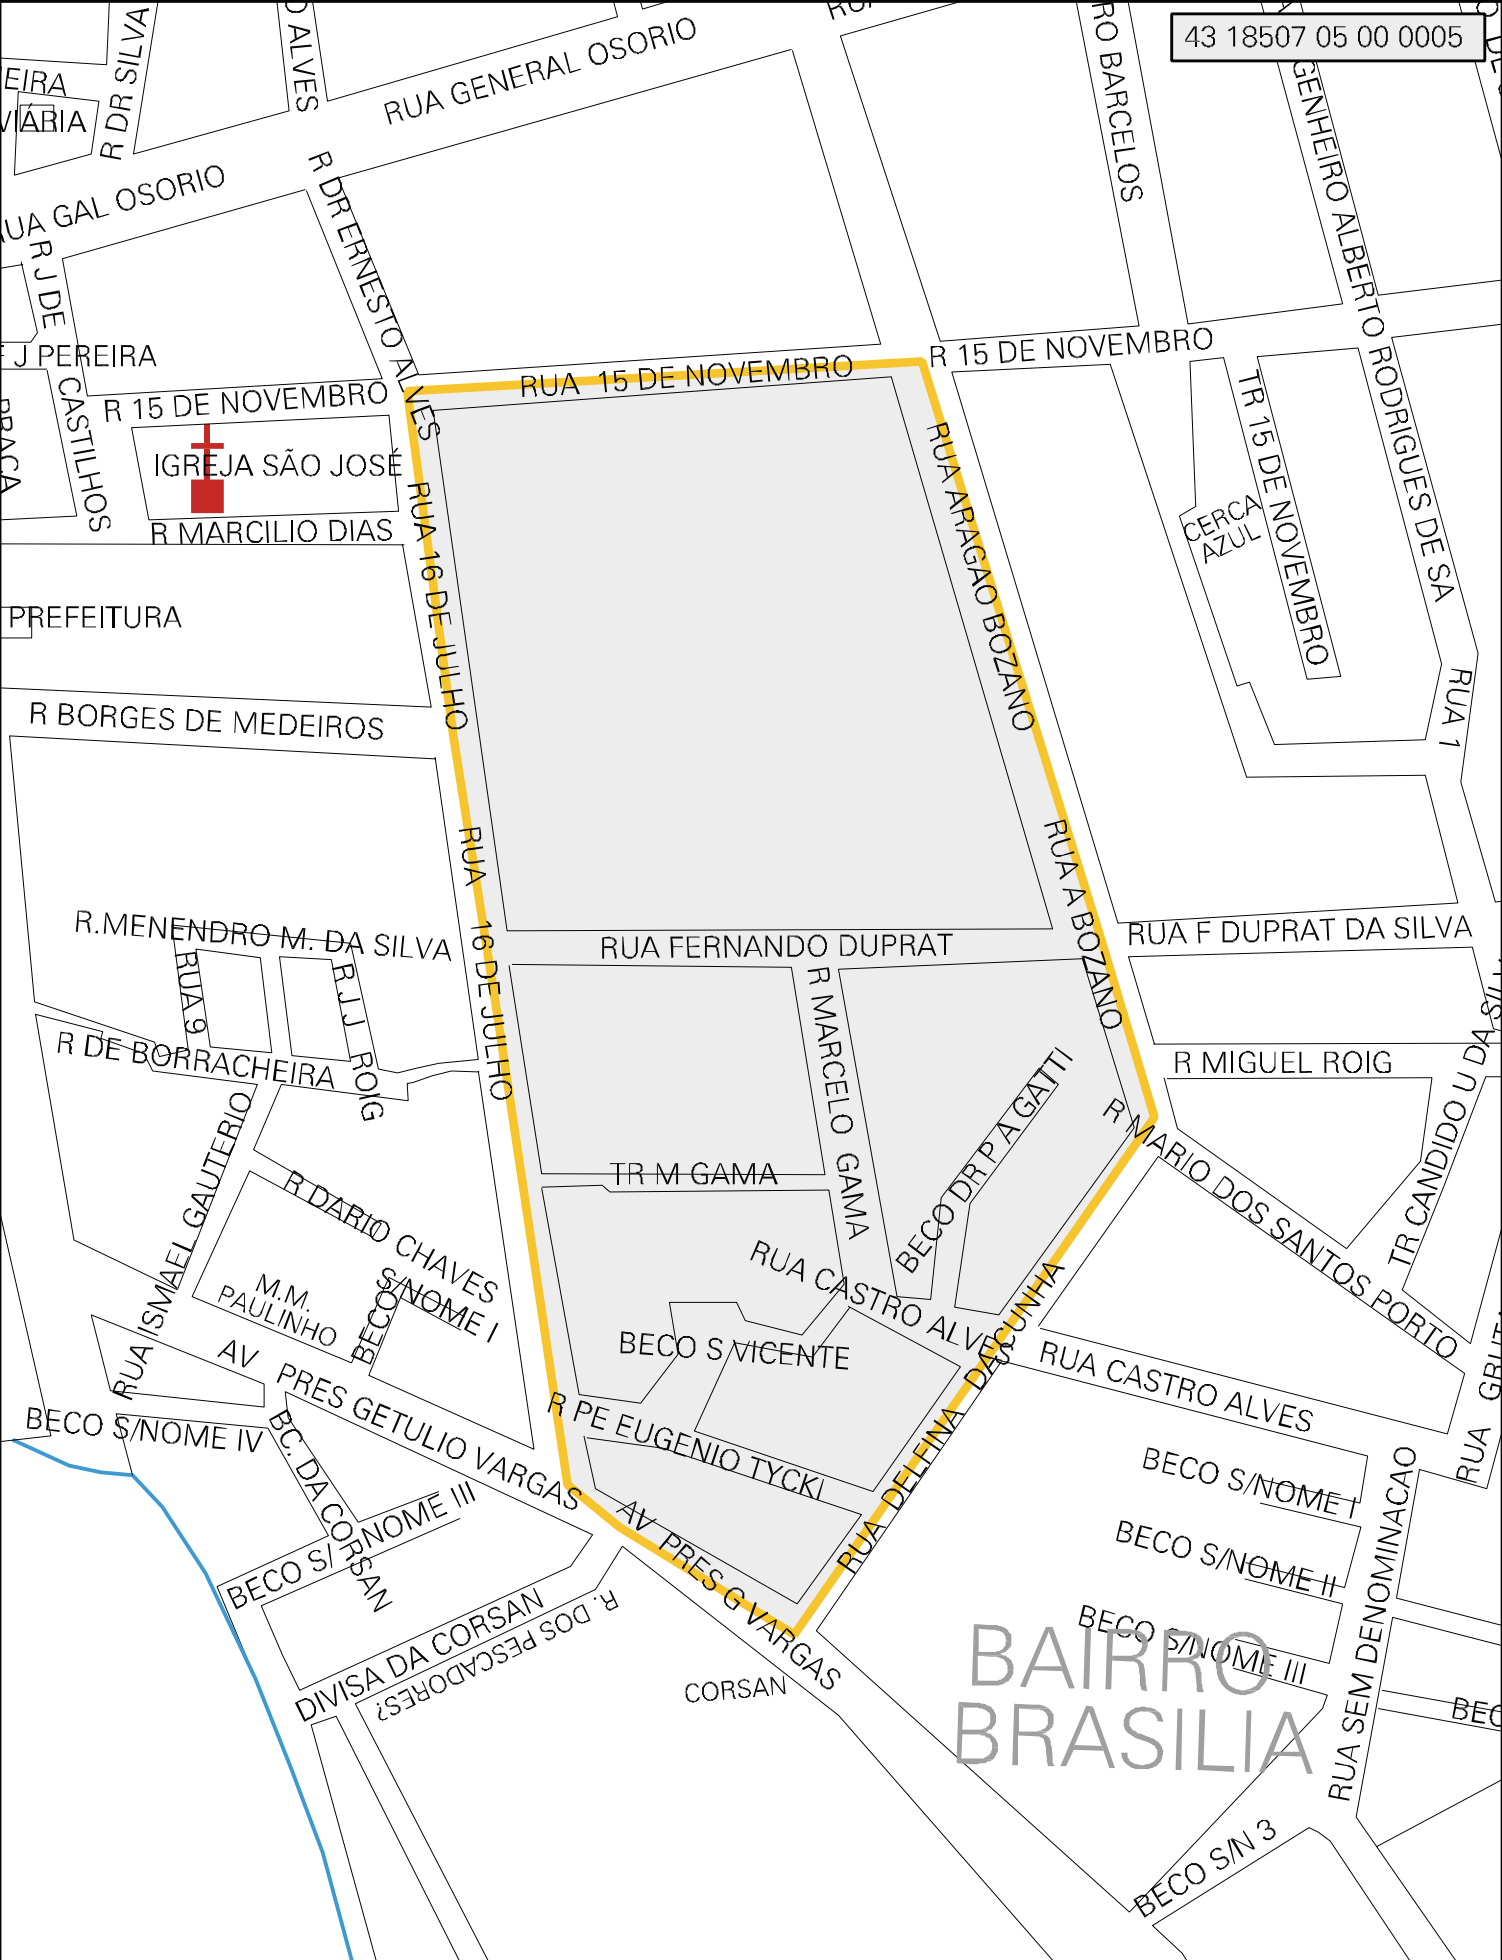 43 18507 05 00 0005
R DR SILVA
O ALVES
RUA GENERAL OSORIO
RO BARCELOS
GENHEIRO ALBERTO RODRIGUES DE SA
EIRA
VIÁRIA
RUA GAL OSORIO
R J DE CASTILHOS
R DR ERNESTO ALVES
J PEREIRA
R 15 DE NOVEMBRO
RUA 15 DE NOVEMBRO
R 15 DE NOVEMBRO
TR 15 DE NOVEMBRO
PRACA
IGREJA SÃO JOSÉ
R MARCILIO DIAS
RUA 16 DE JULHO
RUA ARAGAO BOZANO
CERCA
AZUL
PREFEITURA
R BORGES DE MEDEIROS
RUA 1
RUA 16 DE JULHO
RUA A BOZANO
R.MENENDRO M. DA SILVA
RUA FERNANDO DUPRAT
RUA F DUPRAT DA SILVA
RUA 9
R J J ROIG
R MARCELO GAMA
R DE BORRACHEIRA
R MIGUEL ROIG
BECO DR P A GATTI
TR CANDIDO U DA SILV
RUA ISMAEL GAUTERIO
R MARIO DOS SANTOS PORTO
TR M GAMA
R DARIO CHAVES
RUA CASTRO ALVES
M.M.
PAULINHO
BECO S/NOME I
BECO S VICENTE
RUA DELFINA DA CUNHA
RUA CASTRO ALVES
AV PRES GETULIO VARGAS
R PE EUGENIO TYCKI
BECO S/NOME IV
BC. DA CORSAN
BECO S/ NOME III
AV PRES G VARGAS
BECO S/NOME I
BECO S/NOME II
BECO S/NOME III
RUA SEM DENOMINACAO
RUA GRUT
DIVISA DA CORSAN
R. DOS PESCADORES?
CORSAN
BAIRRO
BRASILIA
BEC
BECO S/N 3